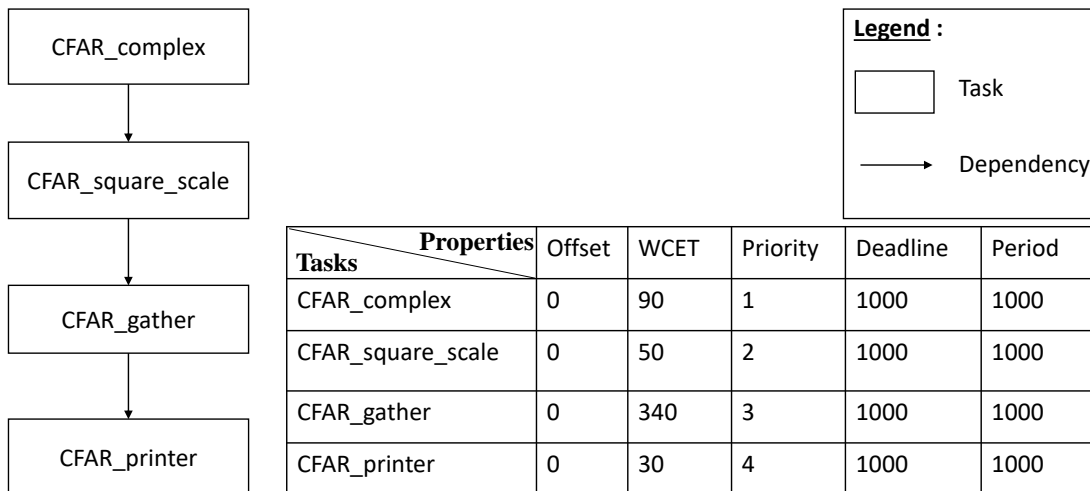 CFAR_complex
CFAR_square_scale
CFAR_gather
CFAR_printer
Legend :
Task
Dependency
Properties Offset WCET Priority Deadline Period
Tasks
CFAR_complex 0 90 1 1000 1000
CFAR_square_scale 0 50 2 1000 1000
CFAR_gather 0 340 3 1000 1000
CFAR_printer 0 30 4 1000 1000